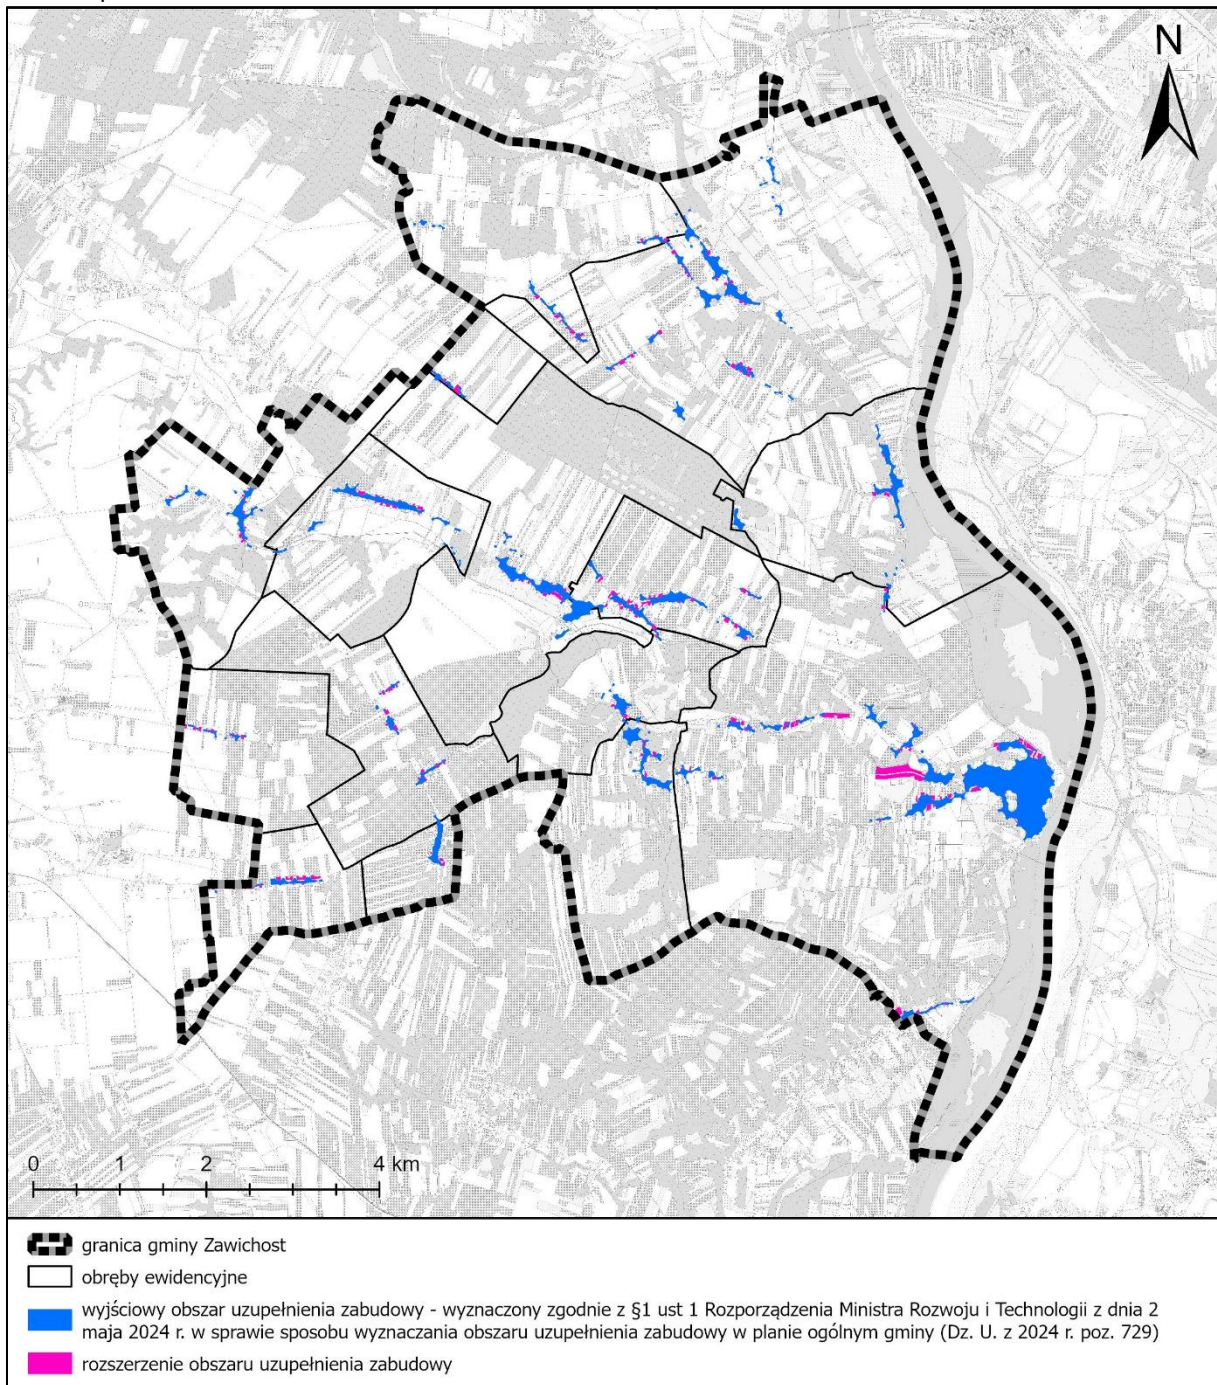 N
0 1 2 4 km
granica gminy Zawichost
obręby ewidencyjne
wyjściowy obszar uzupełnienia zabudowy - wyznaczony zgodnie z §1 ust 1 Rozporządzenia Ministra Rozwoju i Technologii z dnia 2
maja 2024 r. w sprawie sposobu wyznaczania obszaru uzupełnienia zabudowy w planie ogólnym gminy (Dz. U. z 2024 r. poz. 729)
rozszerzenie obszaru uzupełnienia zabudowy